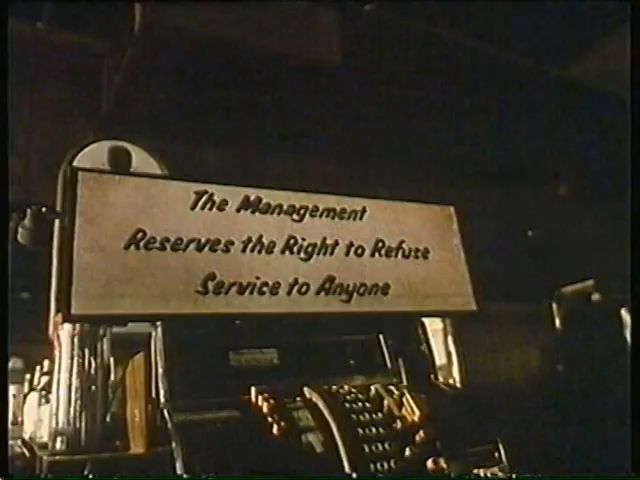 The Management
Reserves the Right to Refuse
Service to Anyone